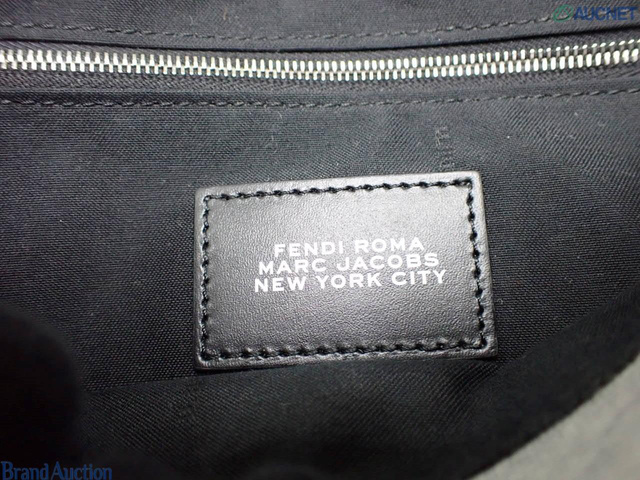 AUCNET
FENDI ROMA
MARC JACOBS
NEW YORK CITY
Brand Auction